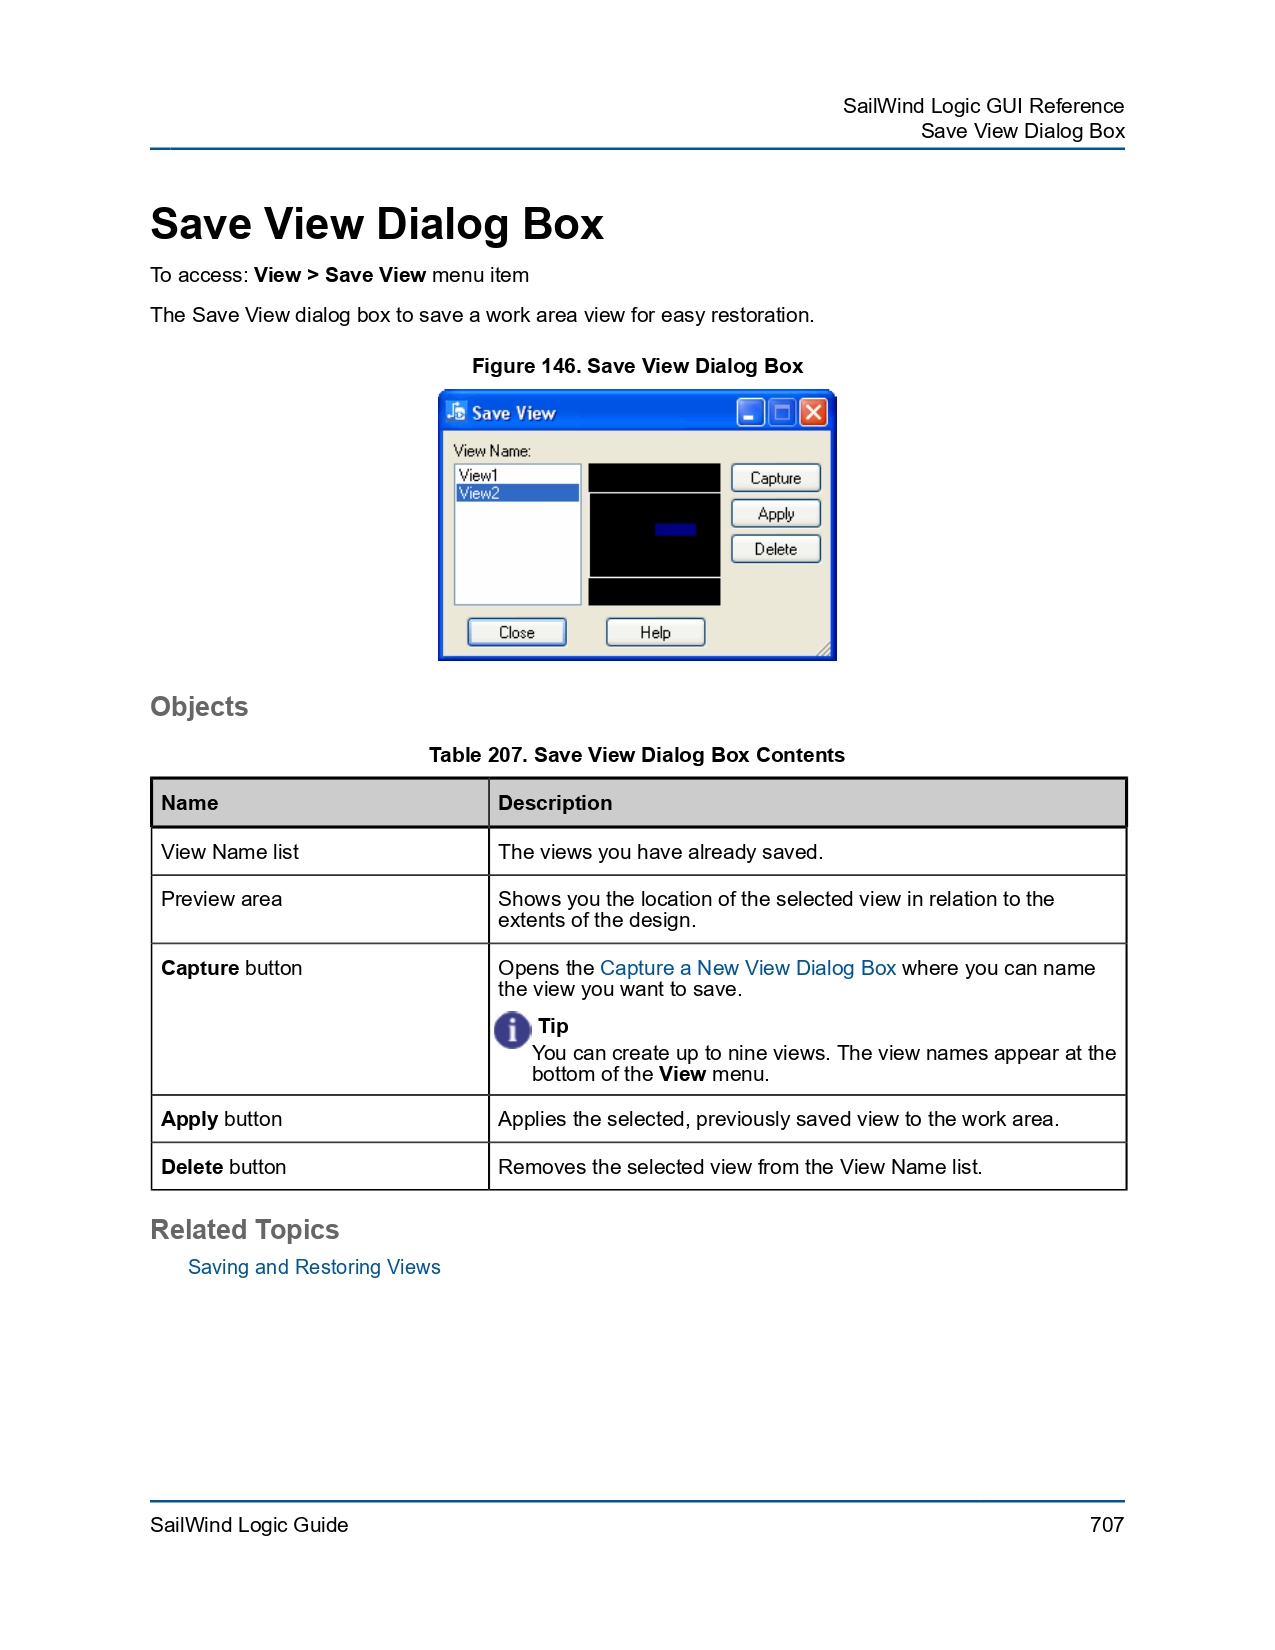 SailWind Logic GUI Reference
Save View Dialog Box
Save View Dialog Box
To access: View > Save View menu item
The Save View dialog box to save a work area view for easy restoration.
Figure 146. Save View Dialog Box
Save View
View Name:
View1
View2
Capture
Apply
Delete
Close
Help
Objects
Table 207. Save View Dialog Box Contents
Name
Description
View Name list
The views you have already saved.
Preview area
Shows you the location of the selected view in relation to the
extents of the design.
Capture button
Opens the Capture a New View Dialog Box where you can name
the view you want to save.
Tip
You can create up to nine views. The view names appear at the
bottom of the View menu.
Apply button
Applies the selected, previously saved view to the work area.
Delete button
Removes the selected view from the View Name list.
Related Topics
Saving and Restoring Views
SailWind Logic Guide
707